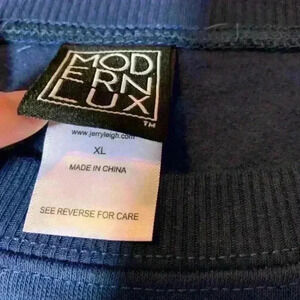 MOD
ERN
LUX
TM
www.jerryleigh.com
XL
MADE IN CHINA
SEE REVERSE FOR CARE